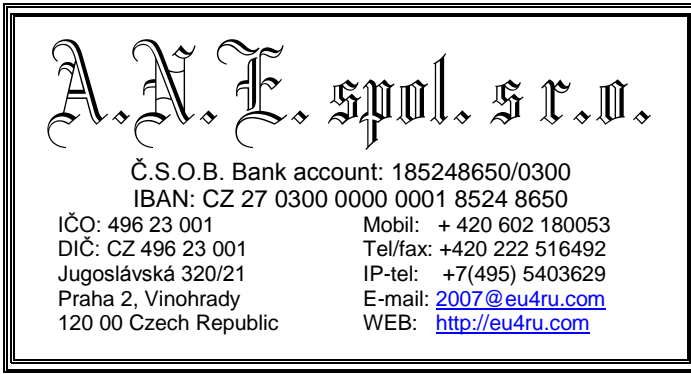 A.N.E. spol. s r.o.
Č.S.O.B. Bank account: 185248650/0300
IBAN: CZ 27 0300 0000 0001 8524 8650
IČO: 496 23 001
DIČ: CZ 496 23 001
Jugoslávská 320/21
Praha 2, Vinohrady
120 00 Czech Republic
Mobil: + 420 602 180053
Tel/fax: +420 222 516492
IP-tel: +7(495) 5403629
E-mail: 2007@eu4ru.com
WEB: http://eu4ru.com